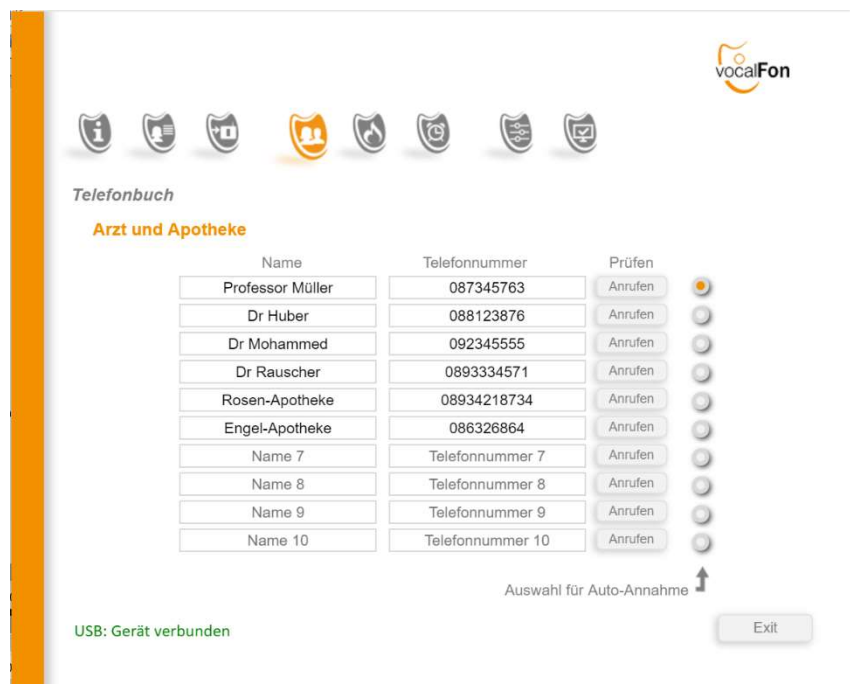 vocalFon
Telefonbuch
Arzt und Apotheke
Name Telefonnummer Prüfen
Professor Müller 087345763 Anrufen
Dr Huber 088123876 Anrufen
Dr Mohammed 092345555 Anrufen
Dr Rauscher 0893334571 Anrufen
Rosen-Apotheke 08934218734 Anrufen
Engel-Apotheke 086326864 Anrufen
Name 7 Telefonnummer 7 Anrufen
Name 8 Telefonnummer 8 Anrufen
Name 9 Telefonnummer 9 Anrufen
Name 10 Telefonnummer 10 Anrufen
Auswahl für Auto-Annahme
USB: Gerät verbunden Exit